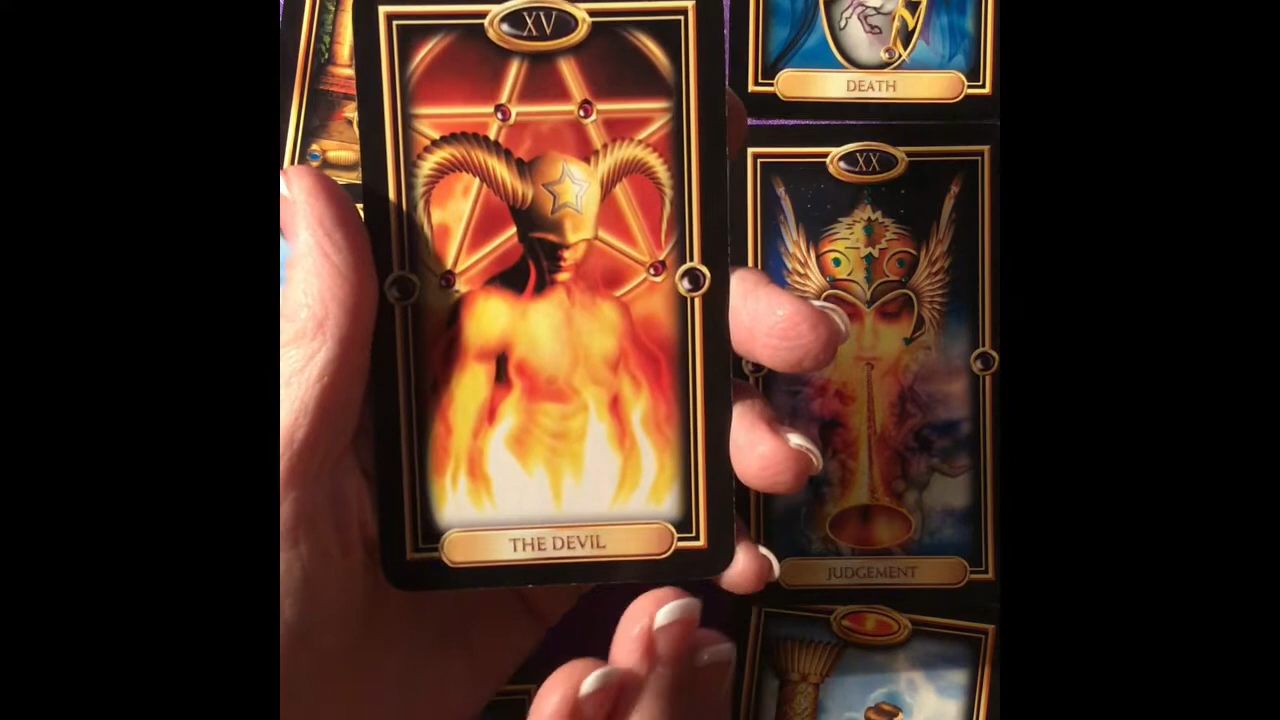 XV
THE DEVIL
DEATH
XX
JUDGEMENT